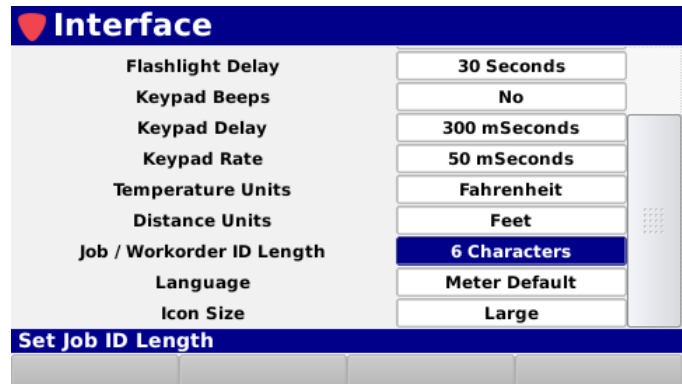 Interface
Flashlight Delay 30 Seconds
Keypad Beeps No
Keypad Delay 300 mSeconds
Keypad Rate 50 mSeconds
Temperature Units Fahrenheit
Distance Units Feet
Job / Workorder ID Length 6 Characters
Language Meter Default
Icon Size Large
Set Job ID Length